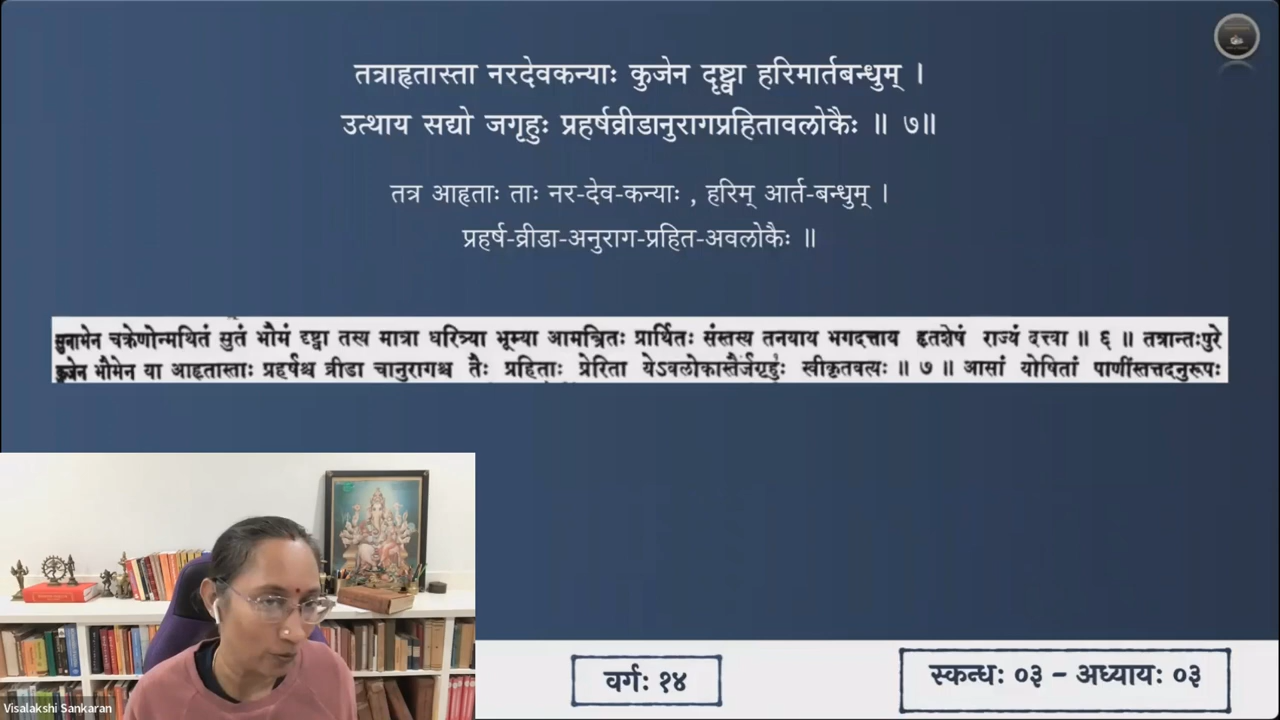 तत्राहृतास्ता नरदेवकन्याः कुजेन दृष्ट्वा हरिमार्तबन्धुम् ।
उत्थाय सद्यो जगृहुः प्रहर्षव्रीडानुरागप्रहितावलोकैः ॥ ७॥
तत्र आहृताः ताः नर-देव-कन्याः , हरिम् आर्त-बन्धुम् ।
प्रहर्ष-व्रीडा-अनुराग-प्रहित-अवलोकैः ॥
सुनाभेन चक्रेणोन्मथितं सुतं भौमं दृष्ट्वा तस्य मात्रा धरित्र्या भूम्या आमन्त्रितः प्रार्थितः संस्तस्य तनयाय भगदत्ताय हृतशेषं राज्यं दत्त्वा ॥ ६ ॥ तत्रान्तःपुरे
कुजेन भौमेन या आहृतास्ताः प्रहर्षश्च व्रीडा चानुरागश्च तैः प्रहिताः प्रेरिता येऽवलोकास्तैर्जगृहुः स्वीकृतवत्यः ॥ ७ ॥ आसां योषितां पाणींस्तत्तदनुरूपः
Visalakshi Sankaran
वर्गः १४
स्कन्धः ०३ – अध्यायः ०३